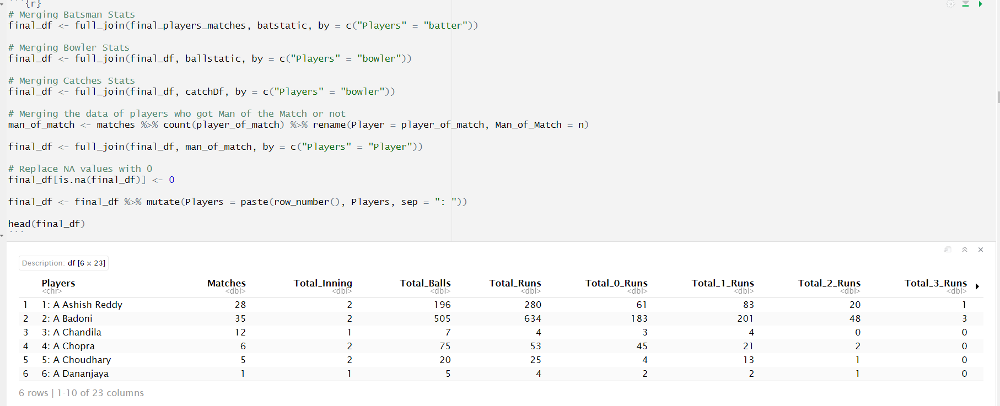 ```{r}
# Merging Batsman Stats
final_df <- full_join(final_players_matches, batstatic, by = c("Players" = "batter"))
# Merging Bowler Stats
final_df <- full_join(final_df, ballstatic, by = c("Players" = "bowler"))
# Merging Catches Stats
final_df <- full_join(final_df, catchDf, by = c("Players" = "bowler"))
# Merging the data of players who got Man of the Match or not
man_of_match <- matches %>% count(player_of_match) %>% rename(Player = player_of_match, Man_of_Match = n)
final_df <- full_join(final_df, man_of_match, by = c("Players" = "Player"))
# Replace NA values with 0
final_df[is.na(final_df)] <- 0
final_df <- final_df %>% mutate(Players = paste(row_number(), Players, sep = ": "))
head(final_df)
```
Description: df [6 × 23]
Players Matches Total_Inning Total_Balls Total_Runs Total_0_Runs Total_1_Runs Total_2_Runs Total_3_Runs
<chr> <dbl> <dbl> <dbl> <dbl> <dbl> <dbl> <dbl> <dbl>
1 1: A Ashish Reddy 28 2 196 280 61 83 20 1
2 2: A Badoni 35 2 505 634 183 201 48 3
3 3: A Chandila 12 1 7 4 3 4 0 0
4 4: A Chopra 6 2 75 53 45 21 2 0
5 5: A Choudhary 5 2 20 25 4 13 1 0
6 6: A Dananjaya 1 1 5 4 2 2 1 0
6 rows | 1-10 of 23 columns